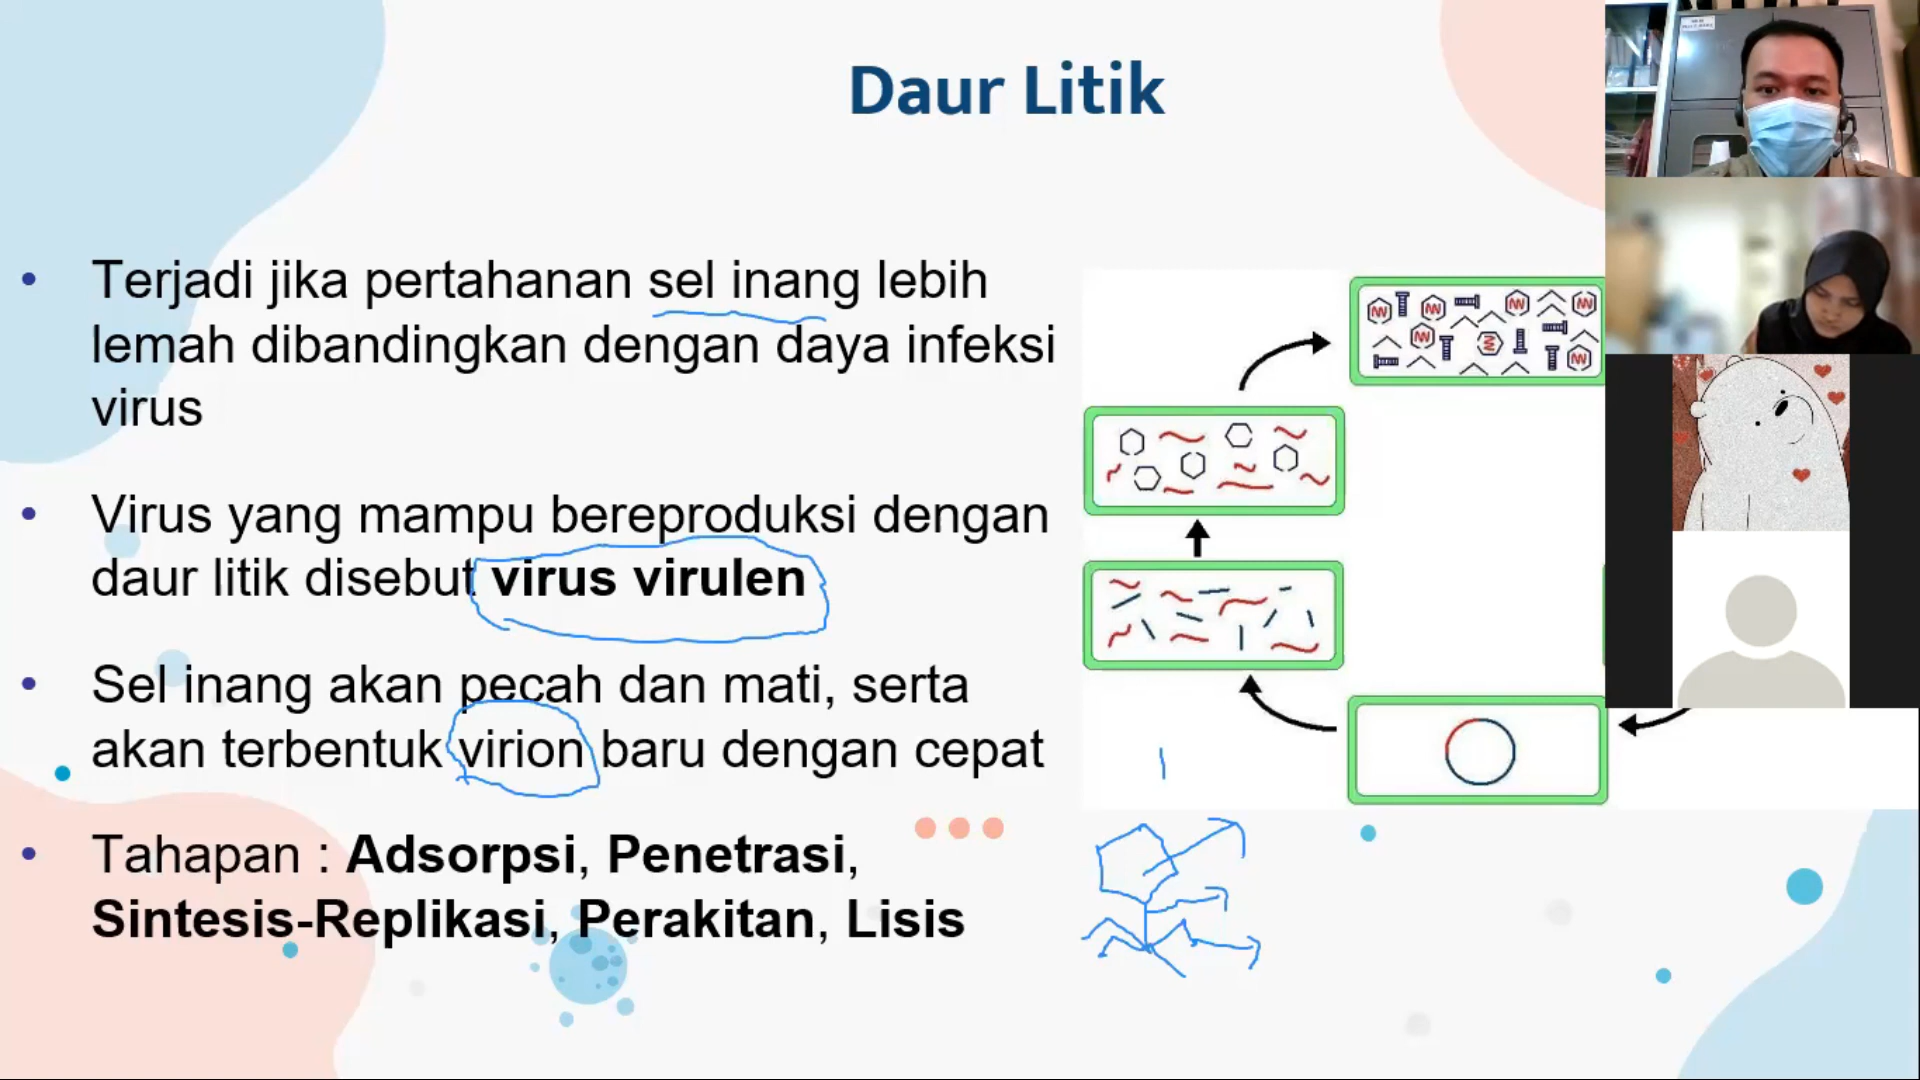 Daur Litik
• Terjadi jika pertahanan sel inang lebih
lemah dibandingkan dengan daya infeksi
virus
• Virus yang mampu bereproduksi dengan
daur litik disebut virus virulen
• Sel inang akan pecah dan mati, serta
akan terbentuk virion baru dengan cepat
• Tahapan : Adsorpsi, Penetrasi,
Sintesis-Replikasi, Perakitan, Lisis